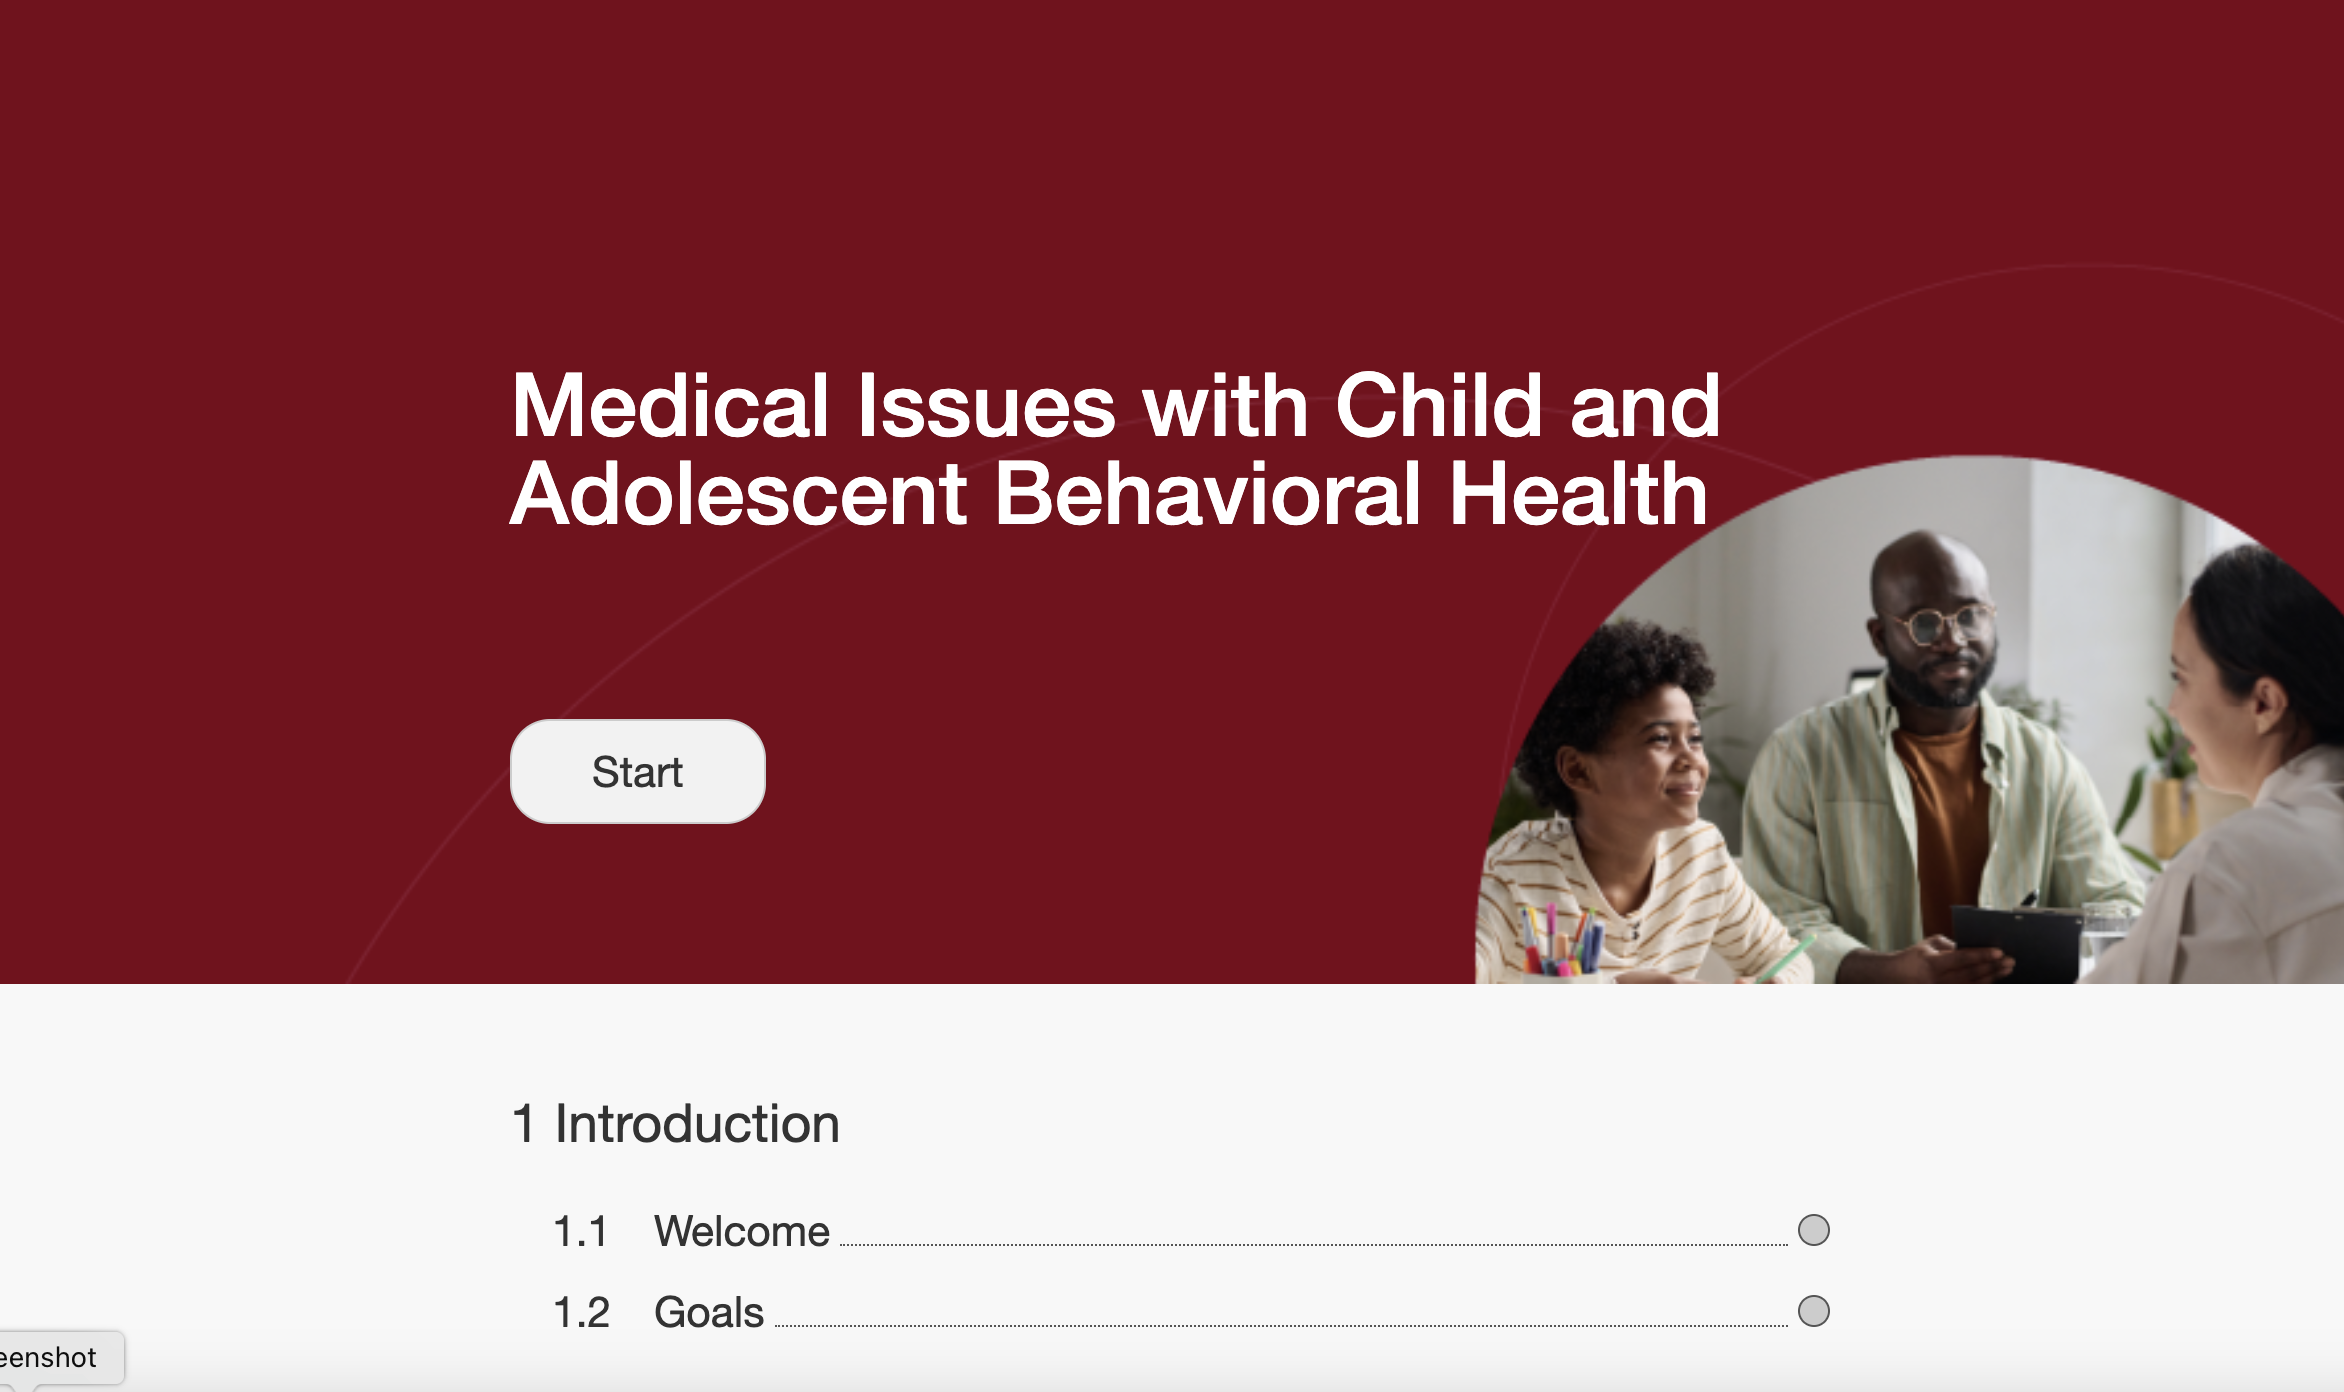 Medical Issues with Child and
Adolescent Behavioral Health
Start
1 Introduction
1.1 Welcome
1.2 Goals
eenshot